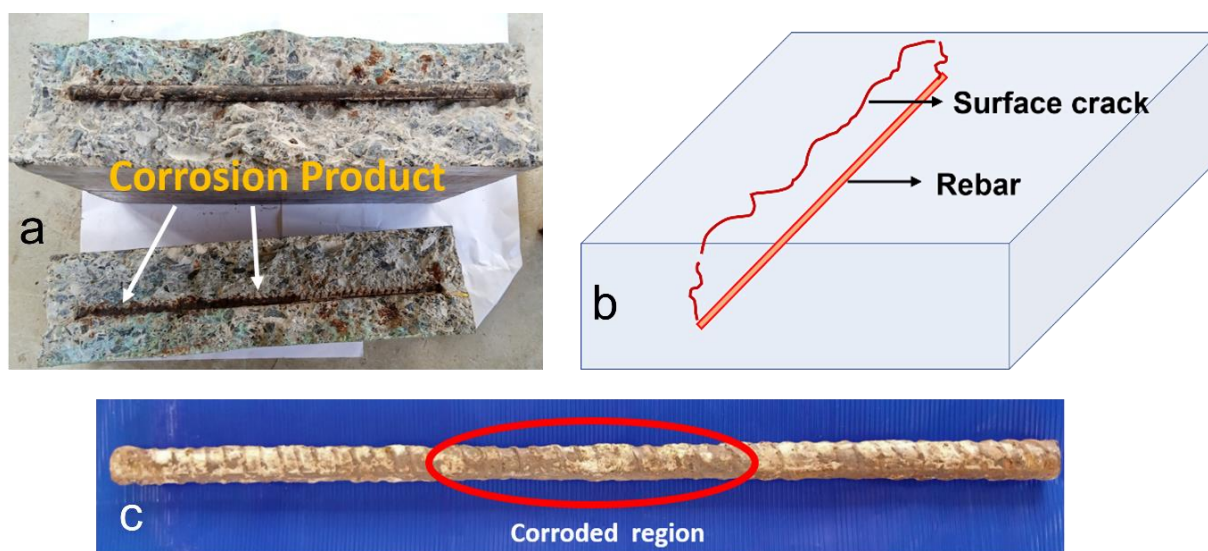 Corrosion Product
a
Surface crack
Rebar
b
c
Corroded region